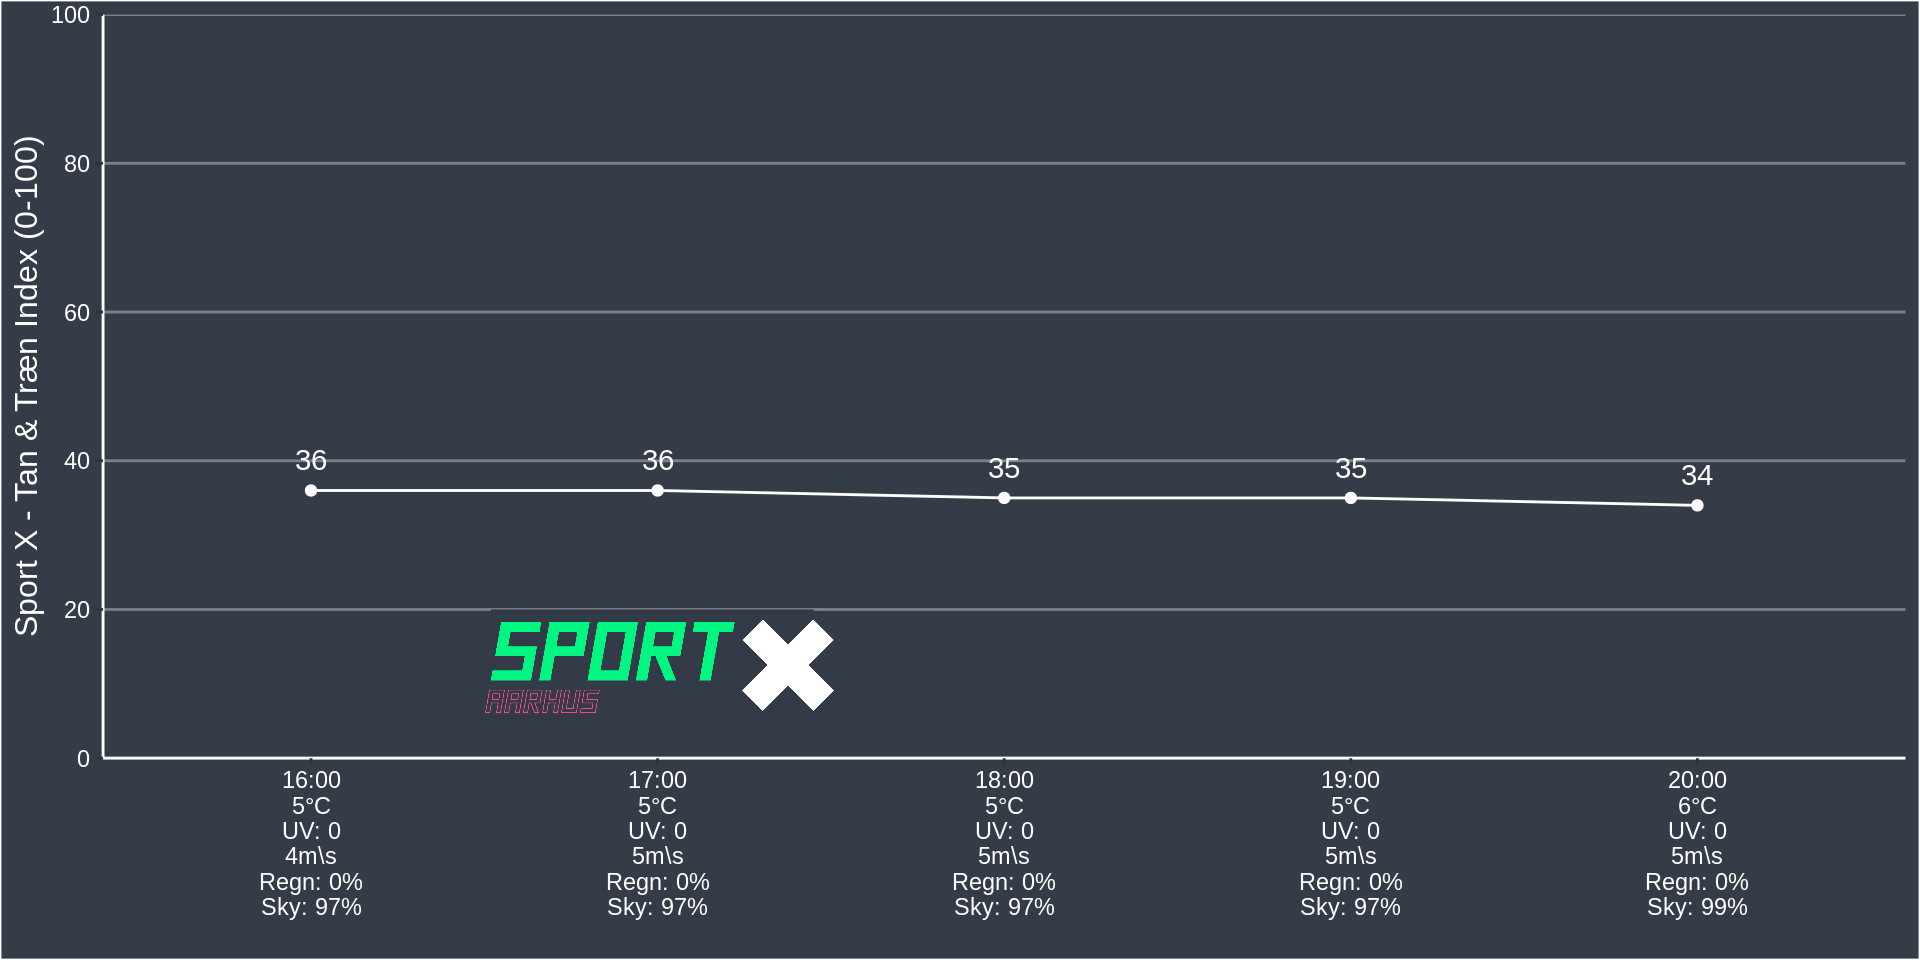 Sport X - Tan & Træn Index (0-100)
100
80
60
40
20
0
36
36
35
35
34
SPORT X
AARHUS
16:00
5°C
UV: 0
4m\s
Regn: 0%
Sky: 97%
17:00
5°C
UV: 0
5m\s
Regn: 0%
Sky: 97%
18:00
5°C
UV: 0
5m\s
Regn: 0%
Sky: 97%
19:00
5°C
UV: 0
5m\s
Regn: 0%
Sky: 97%
20:00
6°C
UV: 0
5m\s
Regn: 0%
Sky: 99%